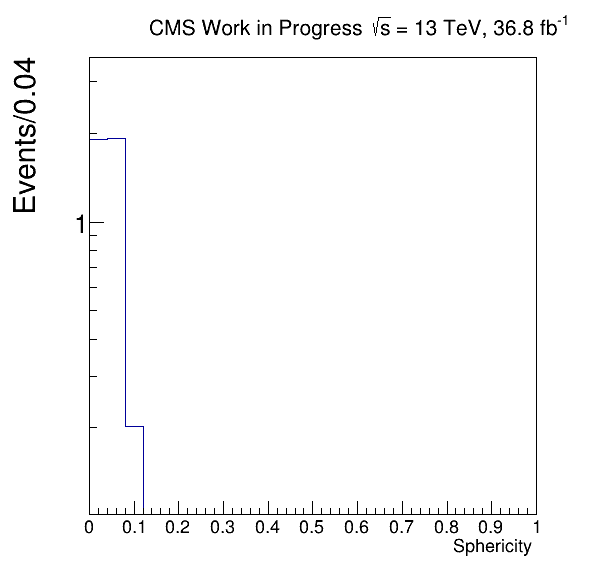 CMS Work in Progress √s = 13 TeV, 36.8 fb⁻¹
Events/0.04
1
0 0.1 0.2 0.3 0.4 0.5 0.6 0.7 0.8 0.9 1
Sphericity